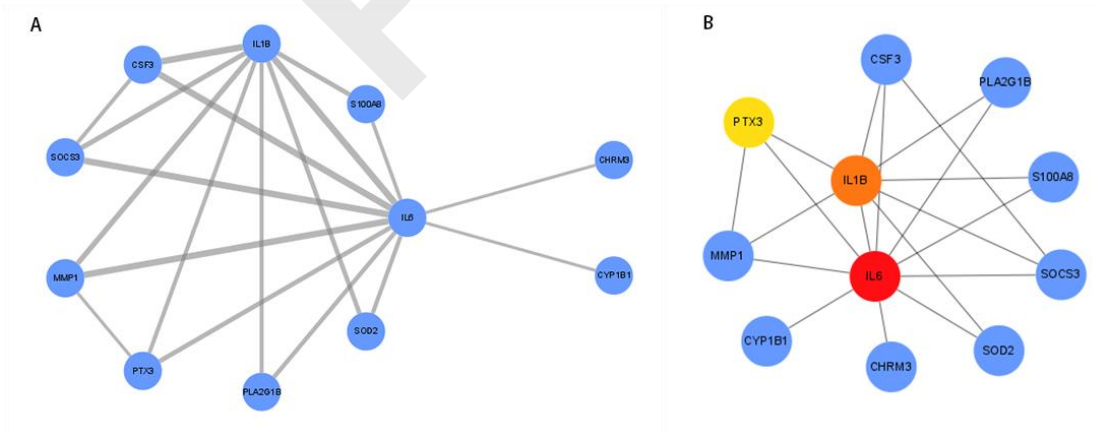 A
B
IL1B
CSF3
S100A8
SOCS3
CHRM3
IL6
MMP1
CYP1B1
SOD2
PTX3
PLA2G1B
CSF3
PLA2G1B
PTX3
IL1B
S100A8
MMP1
IL6
SOCS3
CYP1B1
CHRM3
SOD2